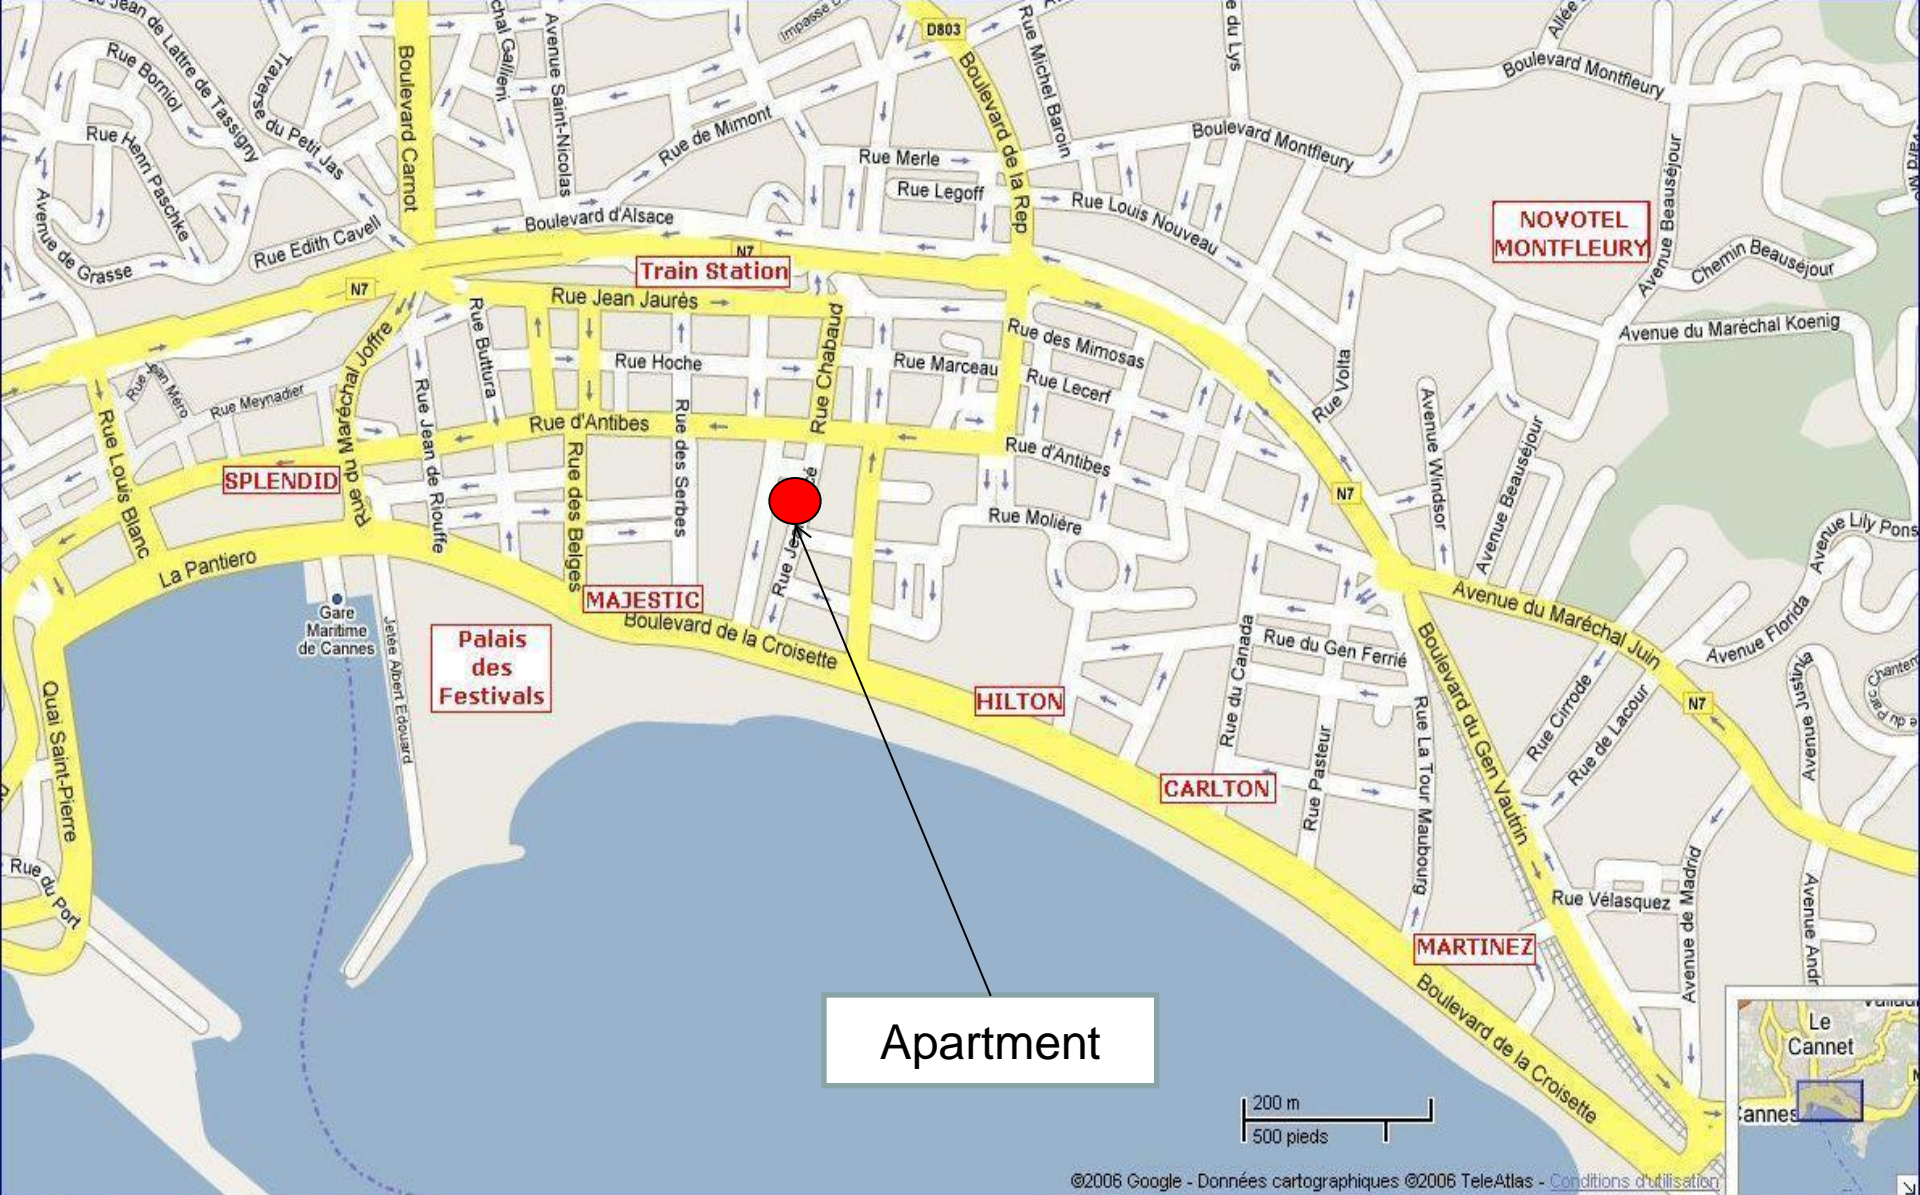 D803
Boulevard Carnot
Avenue Saint-Nicolas
Rue Michel Baroin
Boulevard Montfleury
Jean de Lattre de Tassigny
Rue Borniol
Traverse du Petit Jas
Rue Henri Paschke
Rue de Mimont
Boulevard de la Rep
Rue Merle
Boulevard Montfleury
Rue Legoff
Rue Louis Nouveau
Avenue Beauséjour
Avenue de Grasse
Rue Edith Cavell
Boulevard d'Alsace
N7
Train Station
NOVOTEL
MONTFLEURY
Chemin Beauséjour
N7
Rue Jean Jaurès
Rue Buttura
Rue Chabaud
Rue des Mimosas
Avenue du Maréchal Koenig
Rue du Maréchal Joffre
Rue Hoche
Rue Marceau
Rue Lecerf
Rue Volta
Rue Jean Méro
Rue Meynadier
Rue Jean de Riouffe
Rue d'Antibes
Rue des Serbes
Rue d'Antibes
Avenue Windsor
Avenue Beauséjour
Rue Louis Blanc
SPLENDID
Rue des Belges
N7
Rue Molière
Avenue Lily Pons
La Pantiero
MAJESTIC
Boulevard de la Croisette
Gare
Maritime
de Cannes
Jetée Albert Edouard
Palais
des
Festivals
Avenue du Maréchal Juin
Avenue Florida
Rue du Canada
Rue du Gen Ferrié
Boulevard du Gen Vautrin
Quai Saint-Pierre
HILTON
Rue Cirrode
Rue de Lacour
N7
Avenue Justinia
Rue Pasteur
Rue La Tour Maubourg
CARLTON
Rue du Port
Rue Vélasquez
Avenue de Madrid
MARTINEZ
Boulevard de la Croisette
Apartment
Le
Cannet
200 m
500 pieds
©2006 Google - Données cartographiques ©2006 TeleAtlas - Conditions d'utilisation